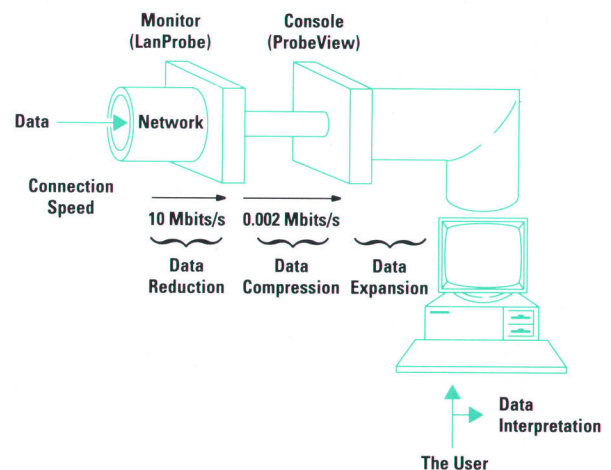 Monitor
(LanProbe)
Console
(ProbeView)
Data
Network
Connection
Speed
10 Mbits/s
0.002 Mbits/s
Data
Reduction
Data
Compression
Data
Expansion
Data
Interpretation
The User